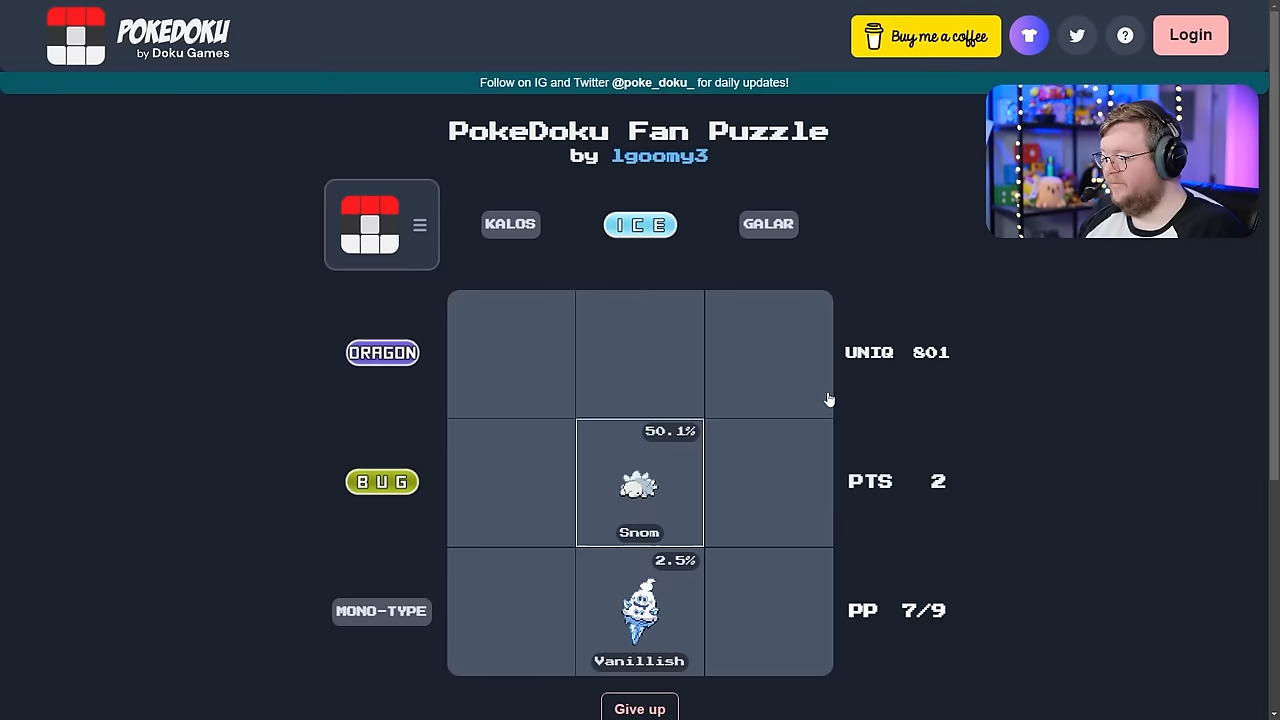 POKEDOKU
by Doku Games
Buy me a coffee
Login
Follow on IG and Twitter @poke_doku_ for daily updates!
PokeDoku Fan Puzzle
by lgoomy3
KALOS
ICE
GALAR
DRAGON
UNIQ 801
50.1%
BUG
Snom
PTS 2
2.5%
MONO-TYPE
Vanillish
PP 7/9
Give up